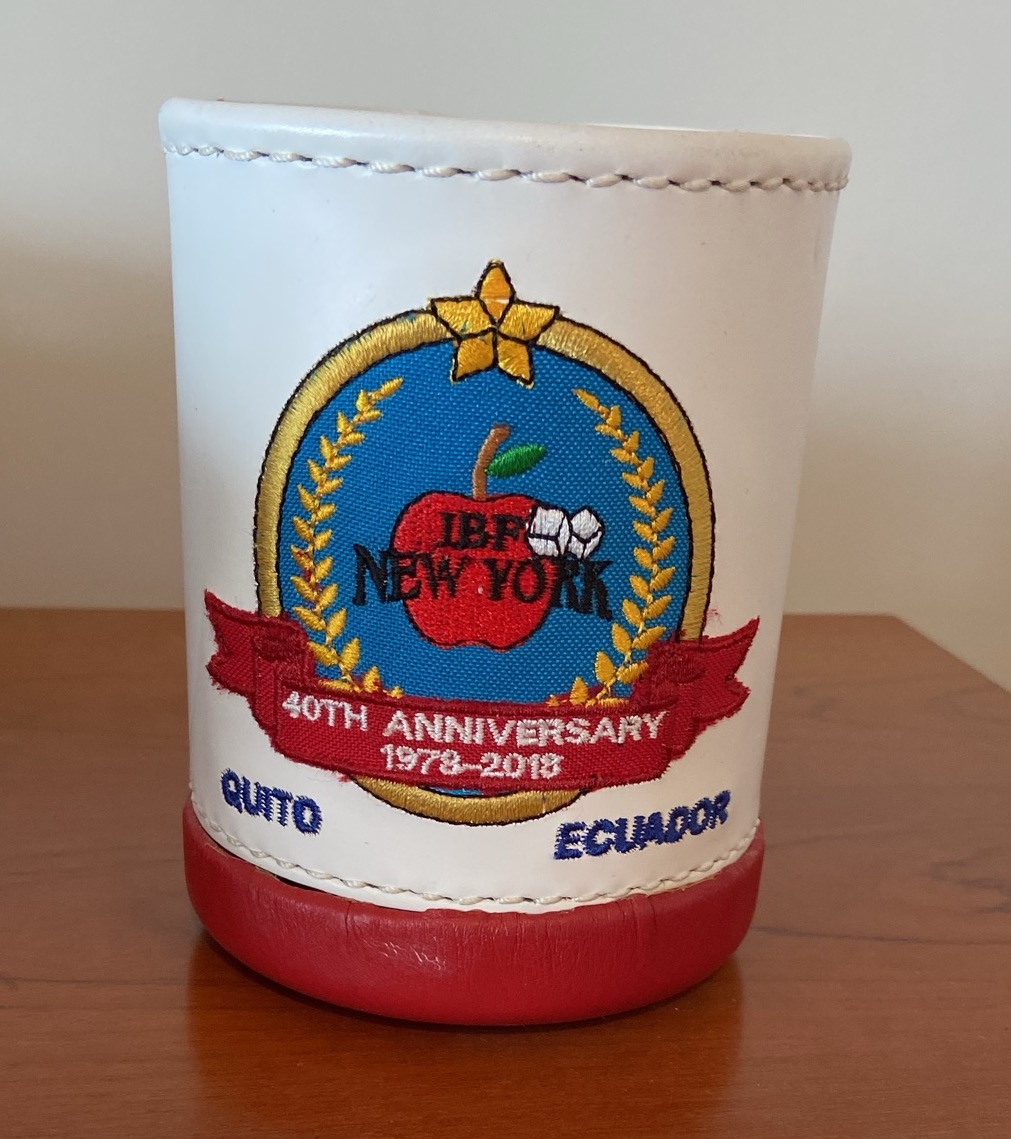 IBF
NEW YORK
40TH ANNIVERSARY
1978-2018
QUITO
ECUADOR